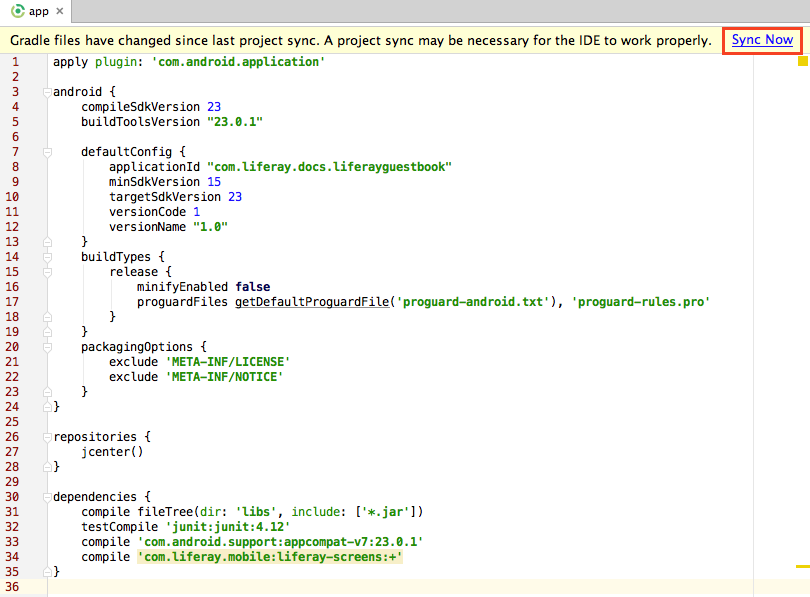 app
Gradle files have changed since last project sync. A project sync may be necessary for the IDE to work properly. Sync Now
1 apply plugin: 'com.android.application'
2
3 android {
4     compileSdkVersion 23
5     buildToolsVersion "23.0.1"
6
7     defaultConfig {
8         applicationId "com.liferay.docs.liferayguestbook"
9         minSdkVersion 15
10         targetSdkVersion 23
11         versionCode 1
12         versionName "1.0"
13     }
14     buildTypes {
15         release {
16             minifyEnabled false
17             proguardFiles getDefaultProguardFile('proguard-android.txt'), 'proguard-rules.pro'
18         }
19     }
20     packagingOptions {
21         exclude 'META-INF/LICENSE'
22         exclude 'META-INF/NOTICE'
23     }
24 }
25
26 repositories {
27     jcenter()
28 }
29
30 dependencies {
31     compile fileTree(dir: 'libs', include: ['*.jar'])
32     testCompile 'junit:junit:4.12'
33     compile 'com.android.support:appcompat-v7:23.0.1'
34     compile 'com.liferay.mobile:liferay-screens:+'
35 }
36